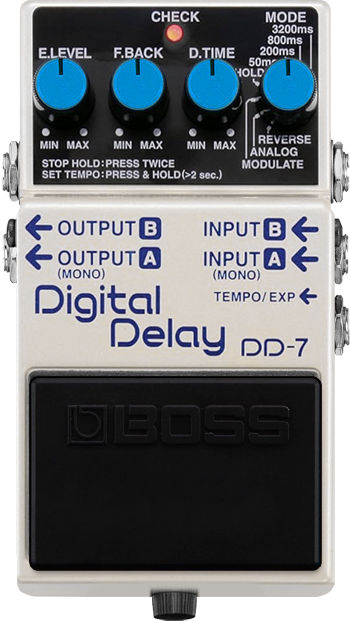 CHECK
MODE
3200ms
800ms
200ms
50ms
HOLD
E.LEVEL
F.BACK
D.TIME
MIN MAX
MIN MAX
MIN MAX
REVERSE
ANALOG
MODULATE
STOP HOLD:PRESS TWICE
SET TEMPO:PRESS & HOLD(>2 sec.)
OUTPUT B
INPUT B
OUTPUT A
INPUT A
(MONO)
(MONO)
TEMPO/EXP
Digital
Delay
DD-7
BOSS